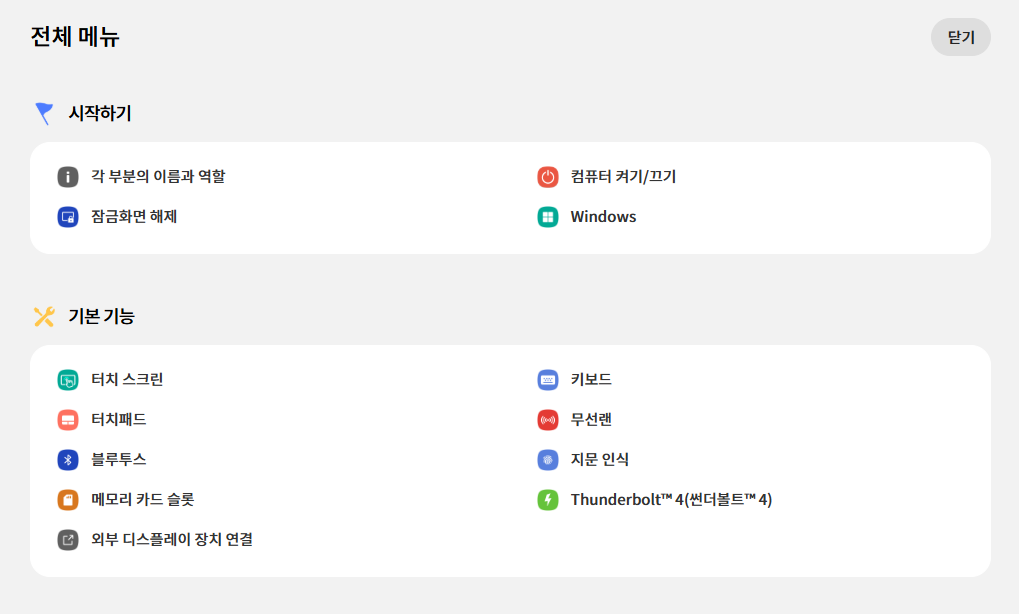 전체 메뉴
닫기
시작하기
각 부분의 이름과 역할
컴퓨터 켜기/끄기
잠금화면 해제
Windows
기본 기능
터치 스크린
키보드
터치패드
무선랜
블루투스
지문 인식
메모리 카드 슬롯
Thunderbolt™ 4(썬더볼트™ 4)
외부 디스플레이 장치 연결